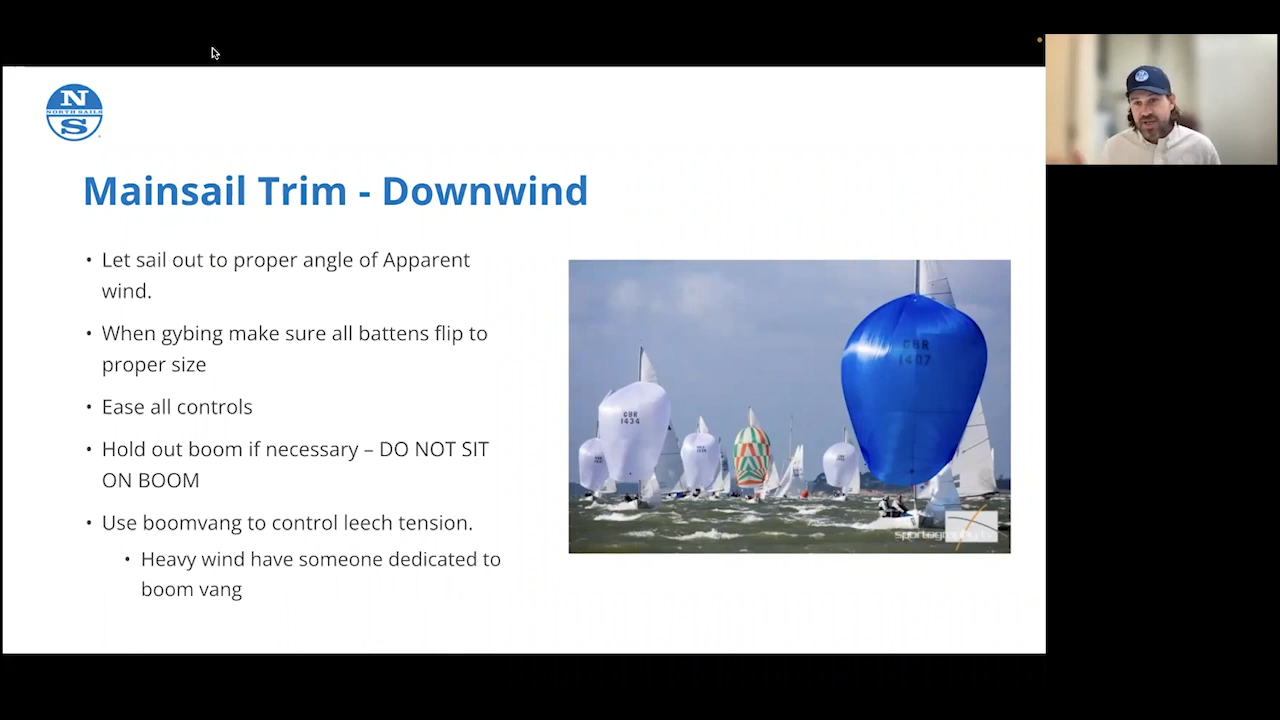 N
NORTH SAILS
S
Mainsail Trim - Downwind
• Let sail out to proper angle of Apparent
wind.
• When gybing make sure all battens flip to
proper size
• Ease all controls
• Hold out boom if necessary – DO NOT SIT
ON BOOM
• Use boomvang to control leech tension.
• Heavy wind have someone dedicated to
boom vang
GBR
1407
GBR
1434